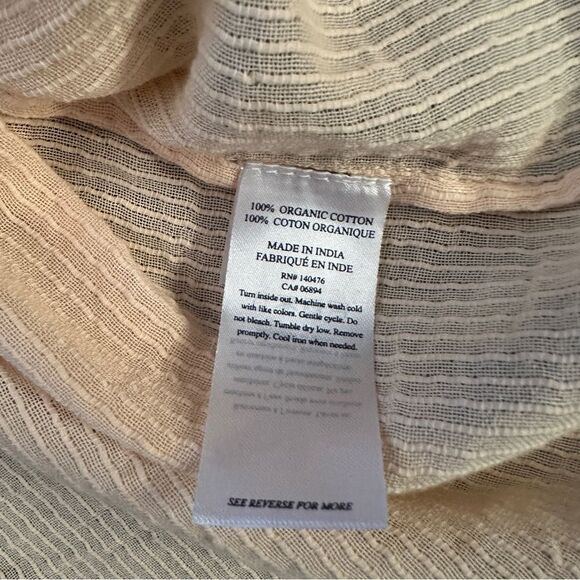 100% ORGANIC COTTON
100% COTON ORGANIQUE
MADE IN INDIA
FABRIQUÉ EN INDE
RN# 140476
CA# 06894
Turn inside out. Machine wash cold
with like colors. Gentle cycle. Do
not bleach. Tumble dry low. Remove
promptly. Cool iron when needed.
SEE REVERSE FOR MORE